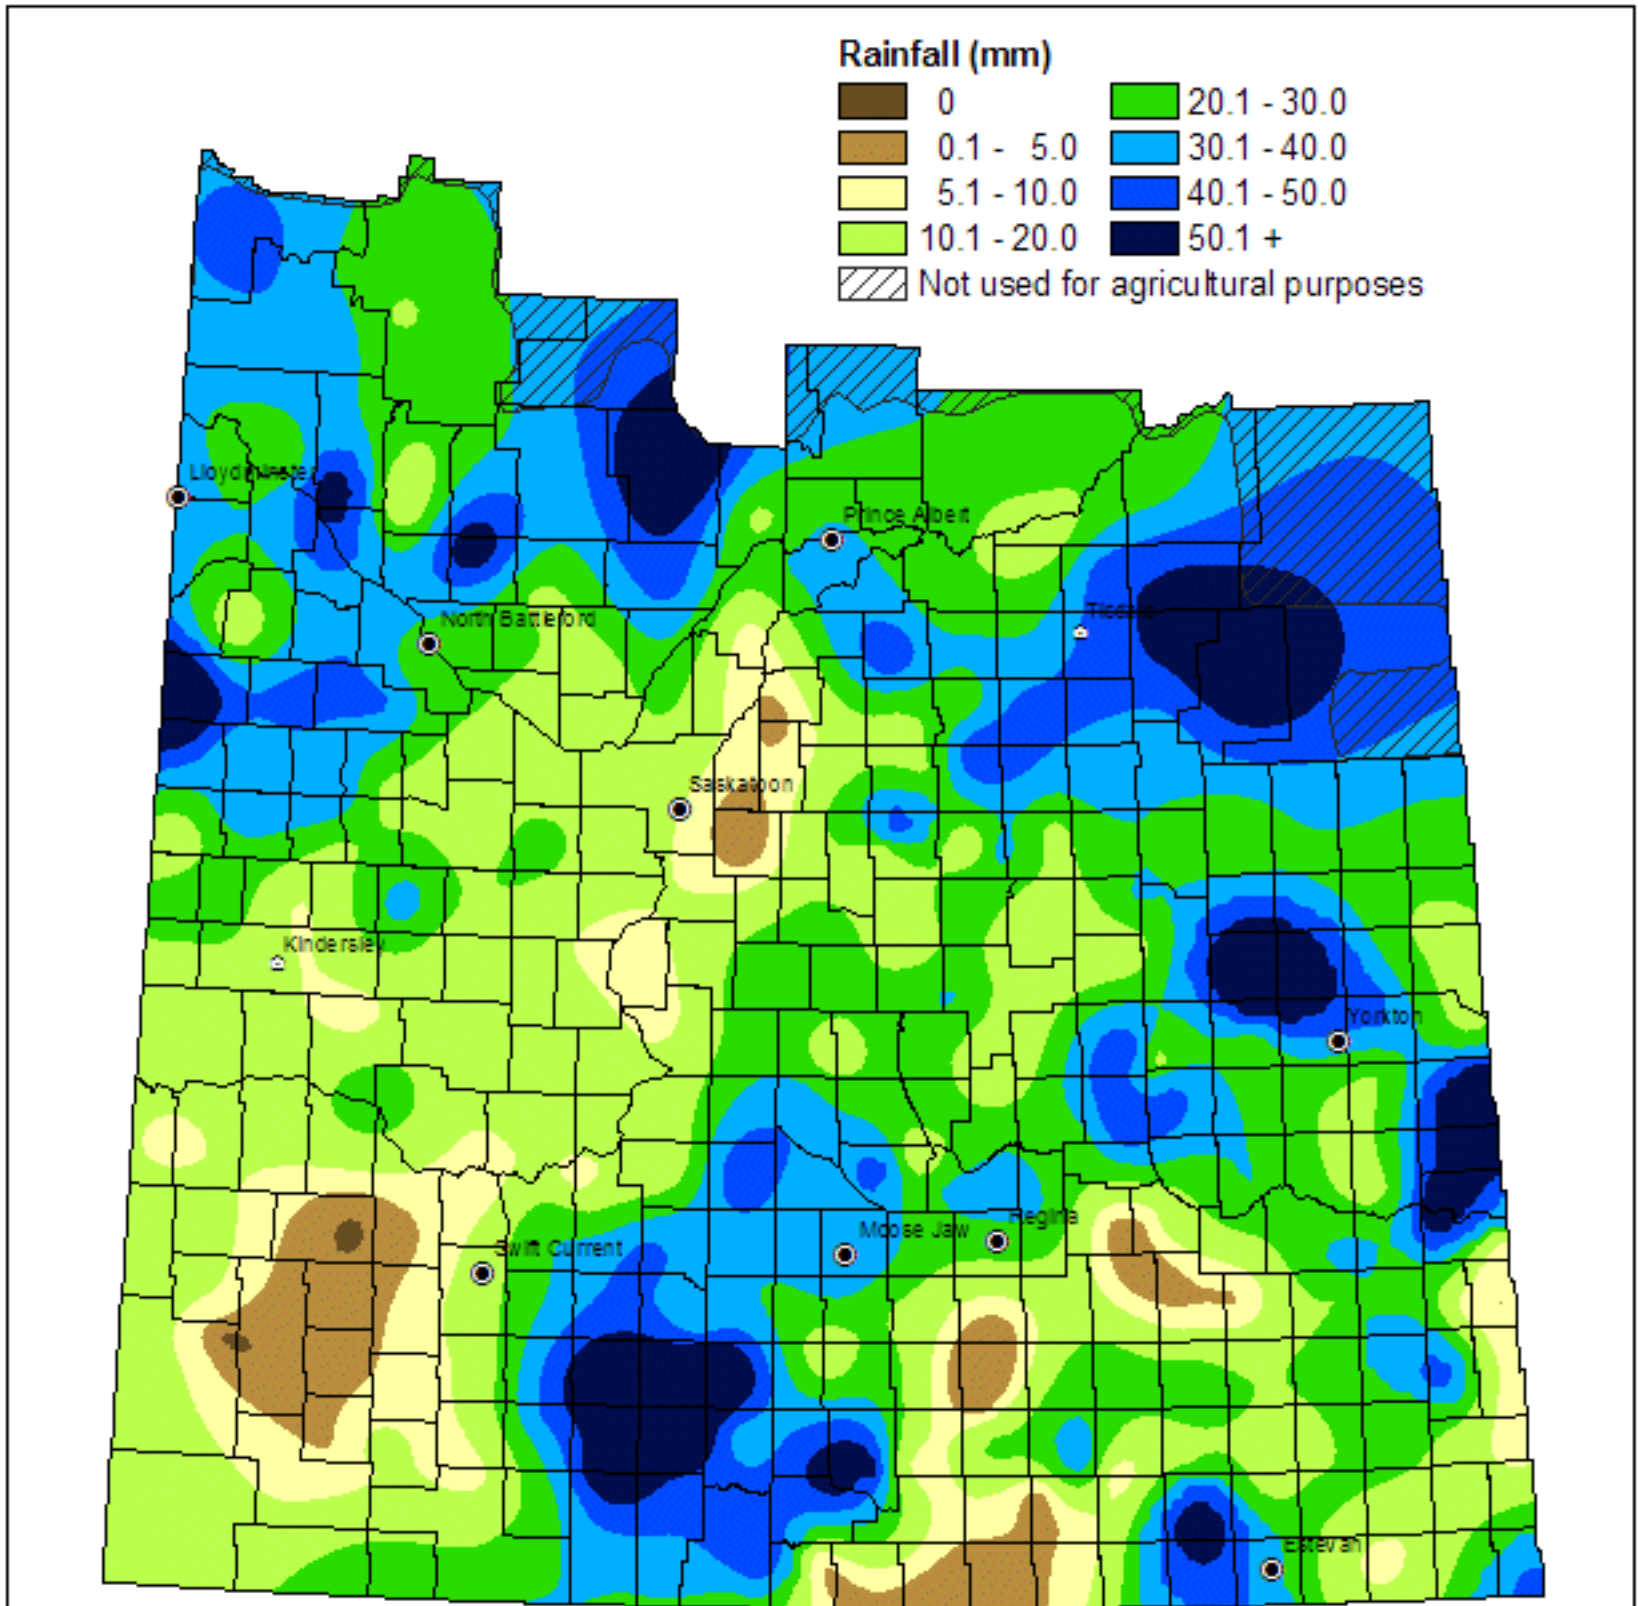 Rainfall (mm)
0
20.1 - 30.0
0.1 - 5.0
30.1 - 40.0
5.1 - 10.0
40.1 - 50.0
10.1 - 20.0
50.1 +
Not used for agricultural purposes
Lloydminster
Prince Albert
Tisdale
North Battleford
Saskatoon
Kindersley
Yorkton
Regina
Moose Jaw
Swift Current
Estevan